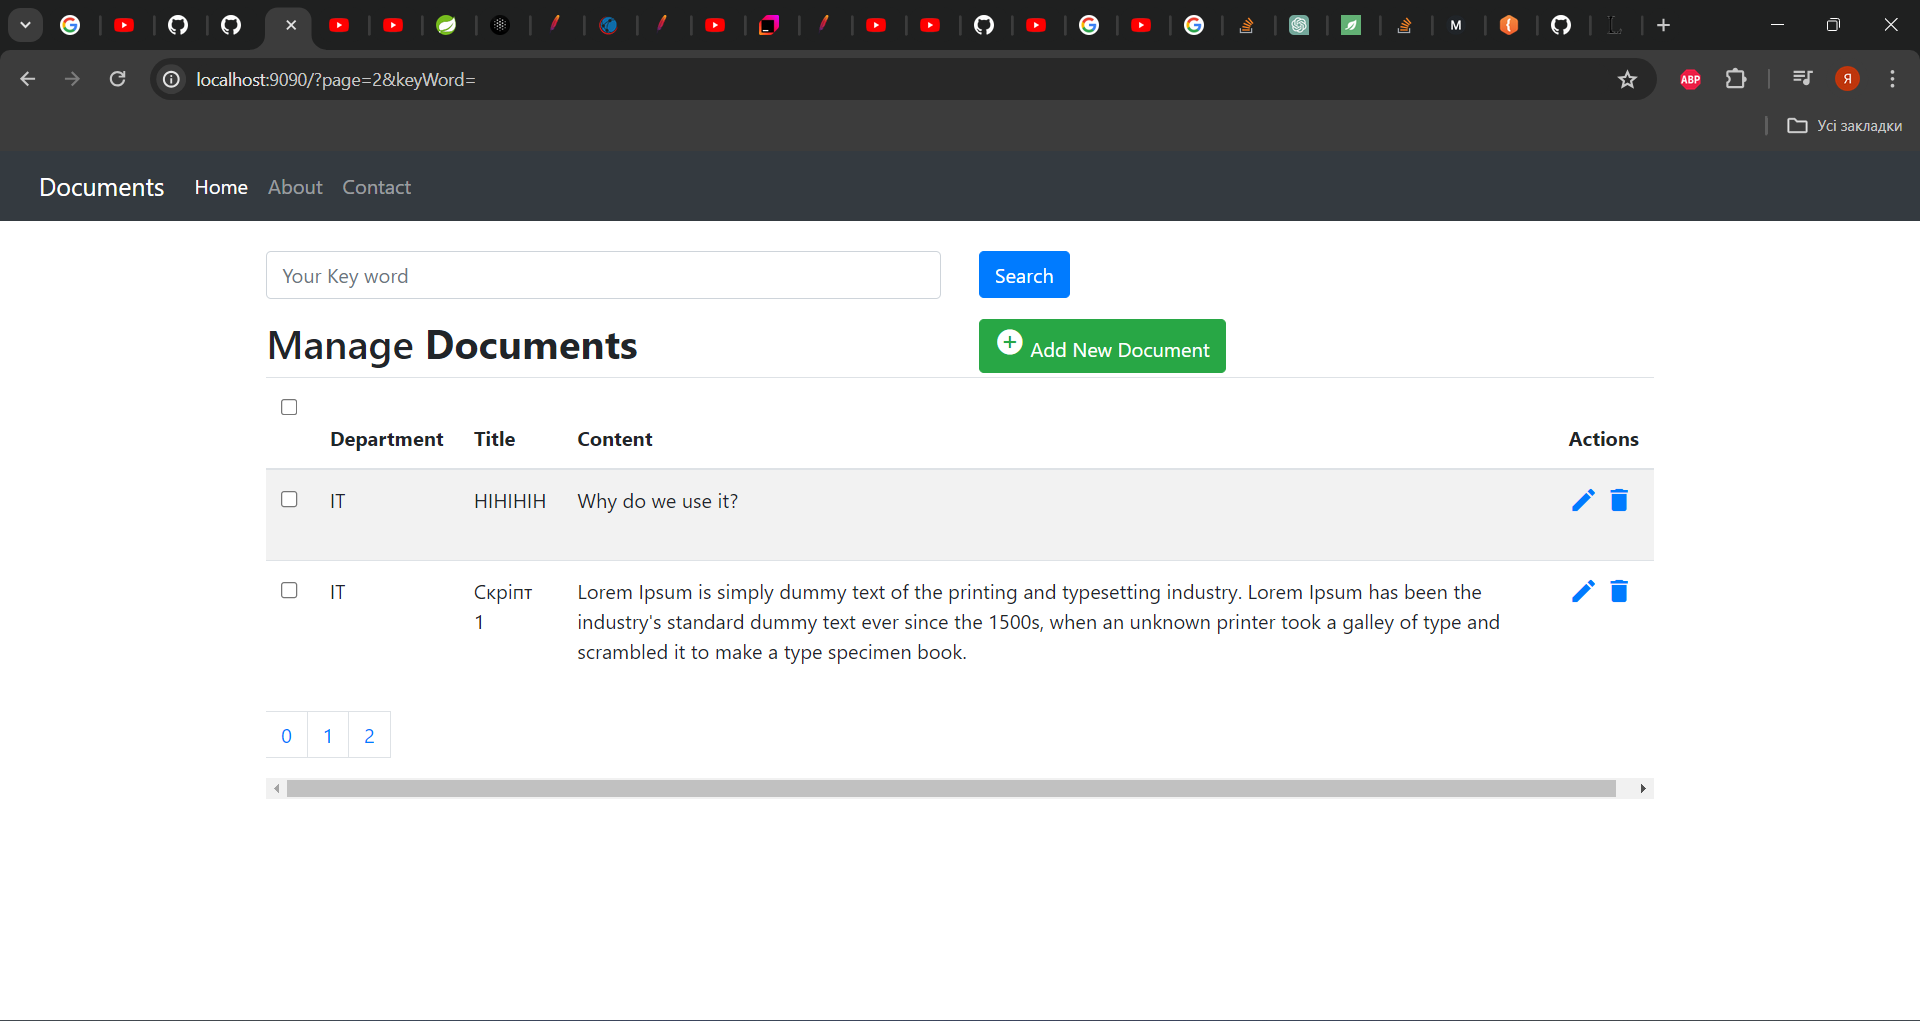 localhost:9090/?page=2&keyWord=
ABP
Я
Усі закладки
Documents Home About Contact
Your Key word Search
Manage Documents Add New Document
Department Title Content Actions
IT HIHIHIH Why do we use it?
IT Скріпт Lorem Ipsum is simply dummy text of the printing and typesetting industry. Lorem Ipsum has been the
1 industry's standard dummy text ever since the 1500s, when an unknown printer took a galley of type and
scrambled it to make a type specimen book.
0 1 2